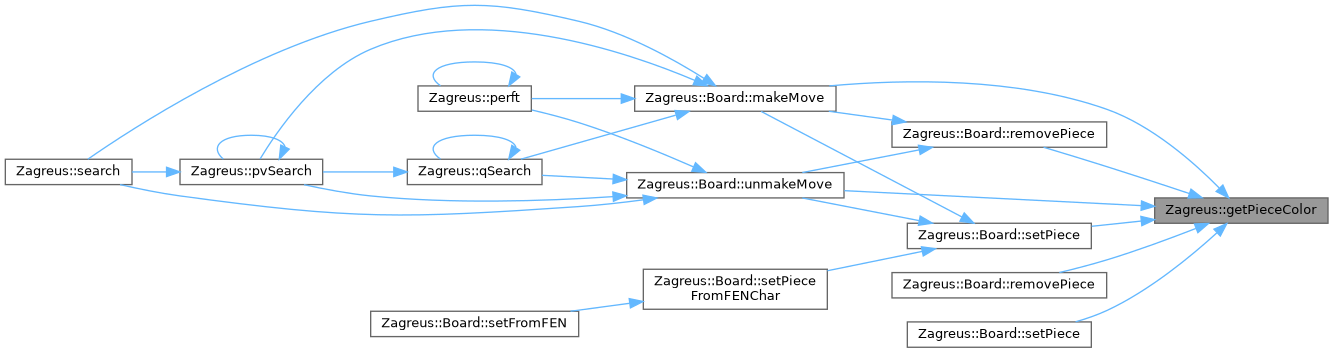 Zagreus::perft
Zagreus::Board::makeMove
Zagreus::Board::removePiece
Zagreus::search
Zagreus::pvSearch
Zagreus::qSearch
Zagreus::Board::unmakeMove
Zagreus::getPieceColor
Zagreus::Board::setPiece
Zagreus::Board::removePiece
Zagreus::Board::setPiece
FromFENChar
Zagreus::Board::setFromFEN
Zagreus::Board::setPiece